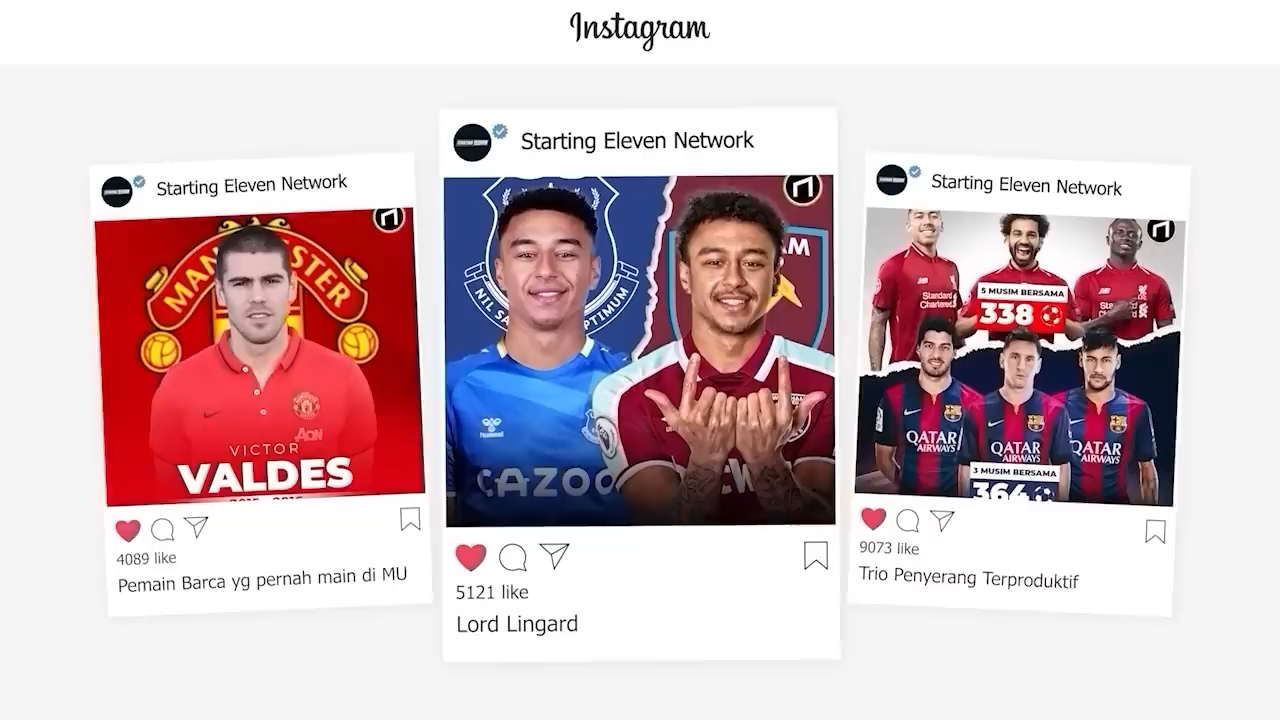 Instagram
Starting Eleven Network
MANCHESTER
AON
VICTOR
VALDES
4089 like
Pemain Barca yg pernah main di MU
Starting Eleven Network
NIL
CAZOO
5121 like
Lord Lingard
Starting Eleven Network
Standard
Chartered
5 MUSIM BERSAMA
338
QATAR
AIRWAYS
QATAR
AIRWAYS
QATAR
AIRWAYS
3 MUSIM BERSAMA
364
9073 like
Trio Penyerang Terproduktif